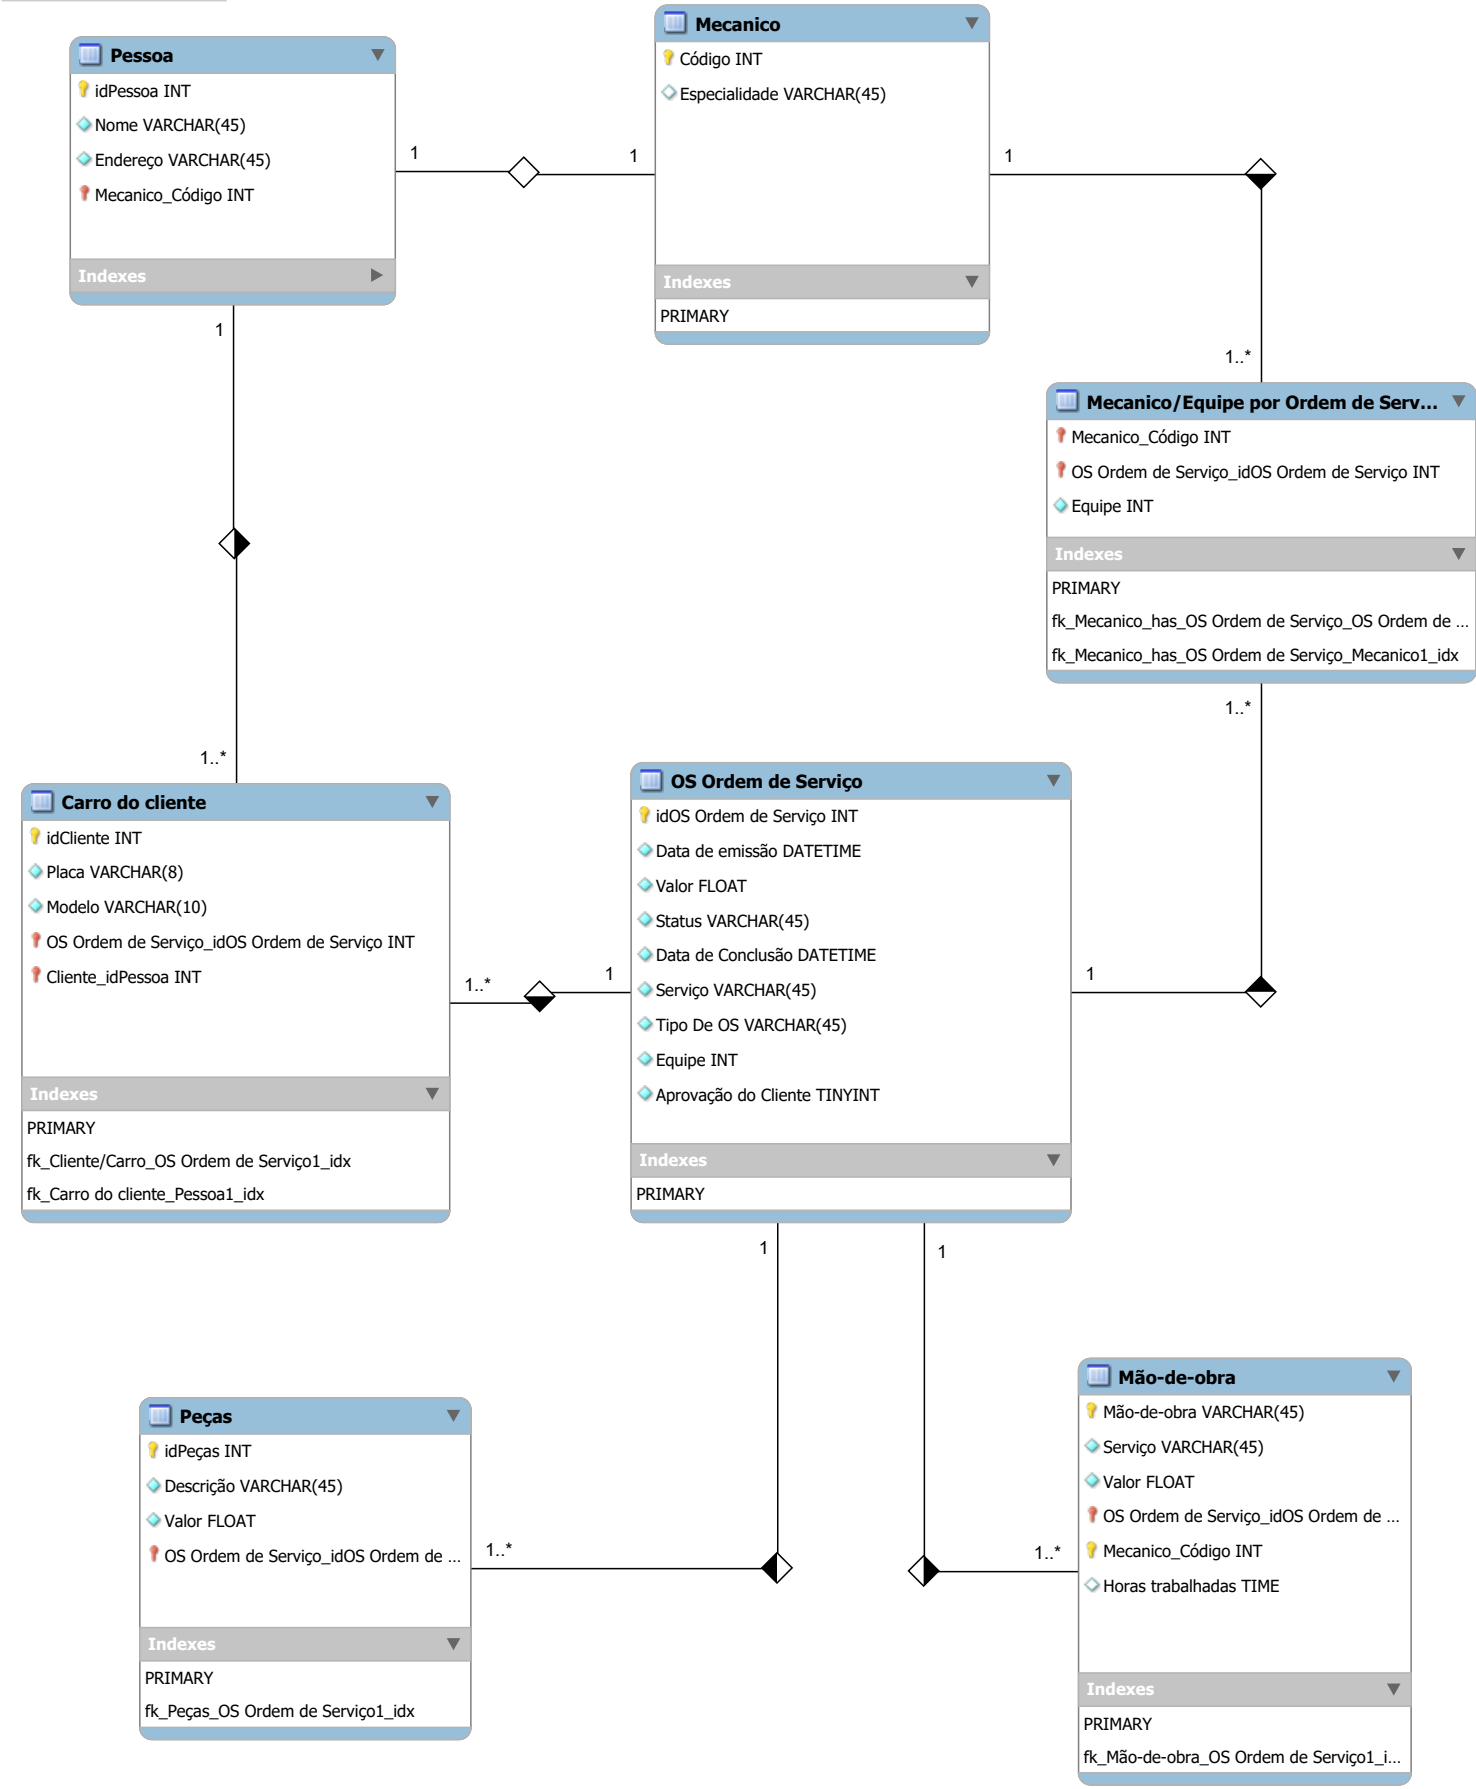 Pessoa
idPessoa INT
Nome VARCHAR(45)
Endereço VARCHAR(45)
Mecanico_Código INT
Indexes
1
1
Mecanico
Código INT
Especialidade VARCHAR(45)
Indexes
PRIMARY
1
1..*
Mecanico/Equipe por Ordem de Serv...
Mecanico_Código INT
OS Ordem de Serviço_idOS Ordem de Serviço INT
Equipe INT
Indexes
PRIMARY
fk_Mecanico_has_OS Ordem de Serviço_OS Ordem de ...
fk_Mecanico_has_OS Ordem de Serviço_Mecanico1_idx
1..*
1
1
1..*
Carro do cliente
idCliente INT
Placa VARCHAR(8)
Modelo VARCHAR(10)
OS Ordem de Serviço_idOS Ordem de Serviço INT
Cliente_idPessoa INT
Indexes
PRIMARY
fk_Cliente/Carro_OS Ordem de Serviço1_idx
fk_Carro do cliente_Pessoa1_idx
1..*
1
OS Ordem de Serviço
idOS Ordem de Serviço INT
Data de emissão DATETIME
Valor FLOAT
Status VARCHAR(45)
Data de Conclusão DATETIME
Serviço VARCHAR(45)
Tipo De OS VARCHAR(45)
Equipe INT
Aprovação do Cliente TINYINT
Indexes
PRIMARY
1
1
1..*
1..*
Peças
idPeças INT
Descrição VARCHAR(45)
Valor FLOAT
OS Ordem de Serviço_idOS Ordem de ...
Indexes
PRIMARY
fk_Peças_OS Ordem de Serviço1_idx
Mão-de-obra
Mão-de-obra VARCHAR(45)
Serviço VARCHAR(45)
Valor FLOAT
OS Ordem de Serviço_idOS Ordem de ...
Mecanico_Código INT
Horas trabalhadas TIME
Indexes
PRIMARY
fk_Mão-de-obra_OS Ordem de Serviço1_i...